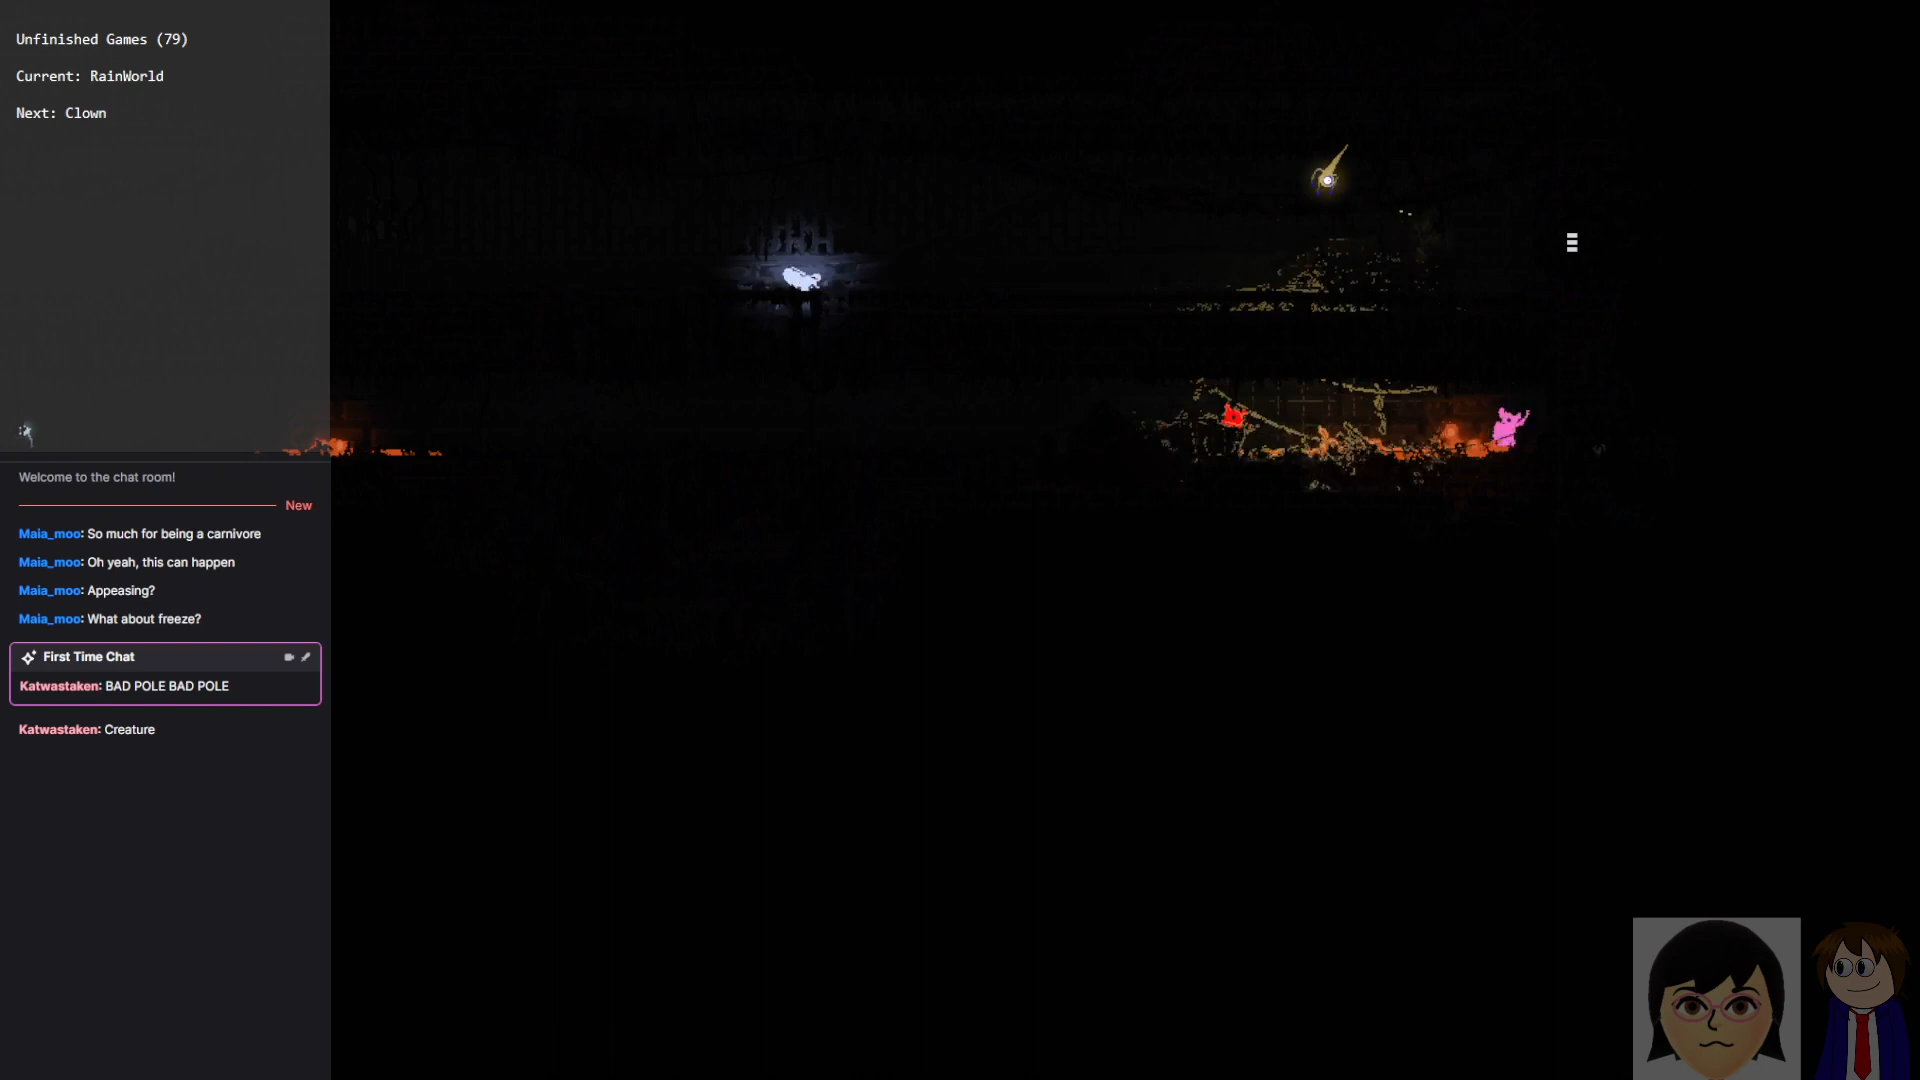 Unfinished Games (79)
Current: RainWorld
Next: Clown
Welcome to the chat room!
New
Maia_moo: So much for being a carnivore
Maia_moo: Oh yeah, this can happen
Maia_moo: Appeasing?
Maia_moo: What about freeze?
First Time Chat
Katwastaken: BAD POLE BAD POLE
Katwastaken: Creature